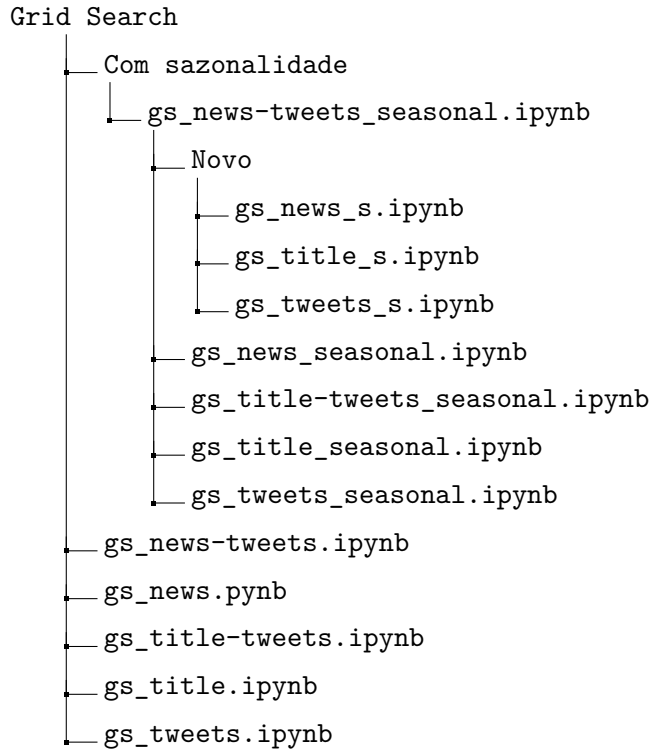 Grid Search
Com sazonalidade
gs_news-tweets_seasonal.ipynb
Novo
gs_news_s.ipynb
gs_title_s.ipynb
gs_tweets_s.ipynb
gs_news_seasonal.ipynb
gs_title-tweets_seasonal.ipynb
gs_title_seasonal.ipynb
gs_tweets_seasonal.ipynb
gs_news-tweets.ipynb
gs_news.pynb
gs_title-tweets.ipynb
gs_title.ipynb
gs_tweets.ipynb